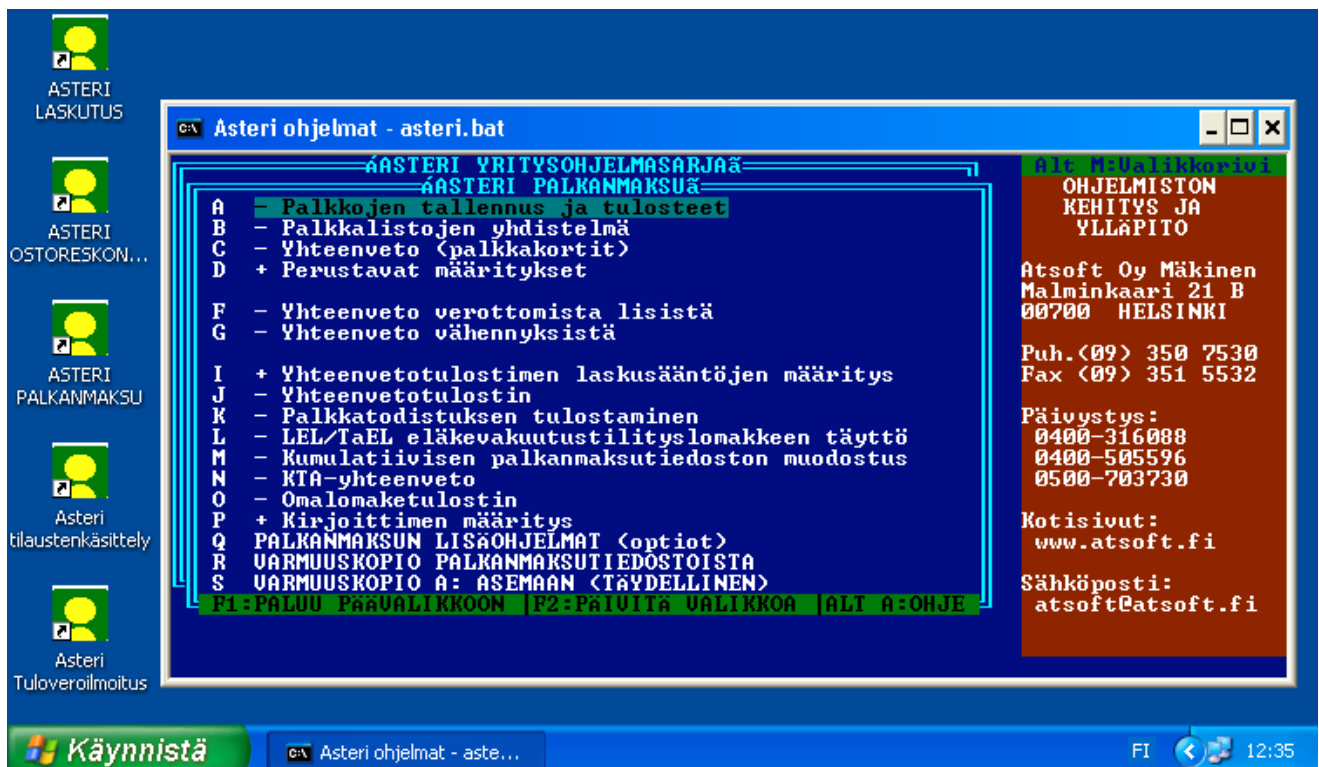 ASTERI
LASKUTUS
ASTERI
OSTORESKON...
ASTERI
PALKANMAKSU
Asteri
tilaustenkäsittely
Asteri
Tuloveroilmoitus
Asteri ohjelmat - asteri.bat
áASTERI YRITYSOHJELMASARJAã
áASTERI PALKANMAKSUã
A - Palkkojen tallennus ja tulosteet
B - Palkkalistojen yhdistelmä
C - Yhteenveto (palkkakortit)
D + Perustavat määritykset
F - Yhteenveto verottomista lisistä
G - Yhteenveto vähennyksistä
I + Yhteenvetotulostimen laskusääntöjen määritys
J - Yhteenvetotulostin
K - Palkkatodistuksen tulostaminen
L - LEL/TaEL eläkevakuutustilityslomakkeen täyttö
M - Kumulatiivisen palkanmaksutiedoston muodostus
N - KTA-yhteenveto
O - Omalomaketulostin
P + Kirjoittimen määritys
Q PALKANMAKSUN LISÄOHJELMAT (optiot)
R VARMUUSKOPIO PALKANMAKSUTIEDOSTOISTA
S VARMUUSKOPIO A: ASEMAAN (TÄYDELLINEN)
F1:PALUU PÄÄVALIKKOON |F2:PÄIVITÄ VALIKKOA |ALT A:OHJE
Alt M:Valikkorivi
OHJELMISTON
KEHITYS JA
YLLÄPITO
Atsoft Oy Mäkinen
Malminkaari 21 B
00700 HELSINKI
Puh.(09) 350 7530
Fax (09) 351 5532
Päivystys:
0400-316088
0400-505596
0500-703730
Kotisivut:
www.atsoft.fi
Sähköposti:
atsoft@atsoft.fi
Käynnistä
Asteri ohjelmat - aste...
FI
12:35